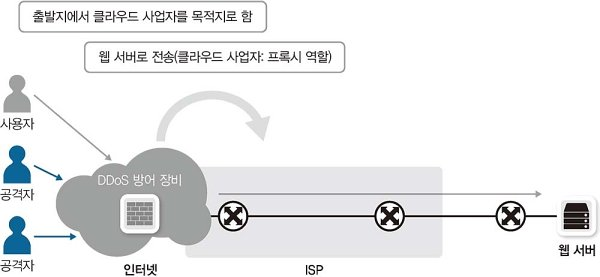 출발지에서 클라우드 사업자를 목적지로 함
웹 서버로 전송(클라우드 사업자: 프록시 역할)
사용자
공격자
DDoS 방어 장비
공격자
인터넷
ISP
웹 서버